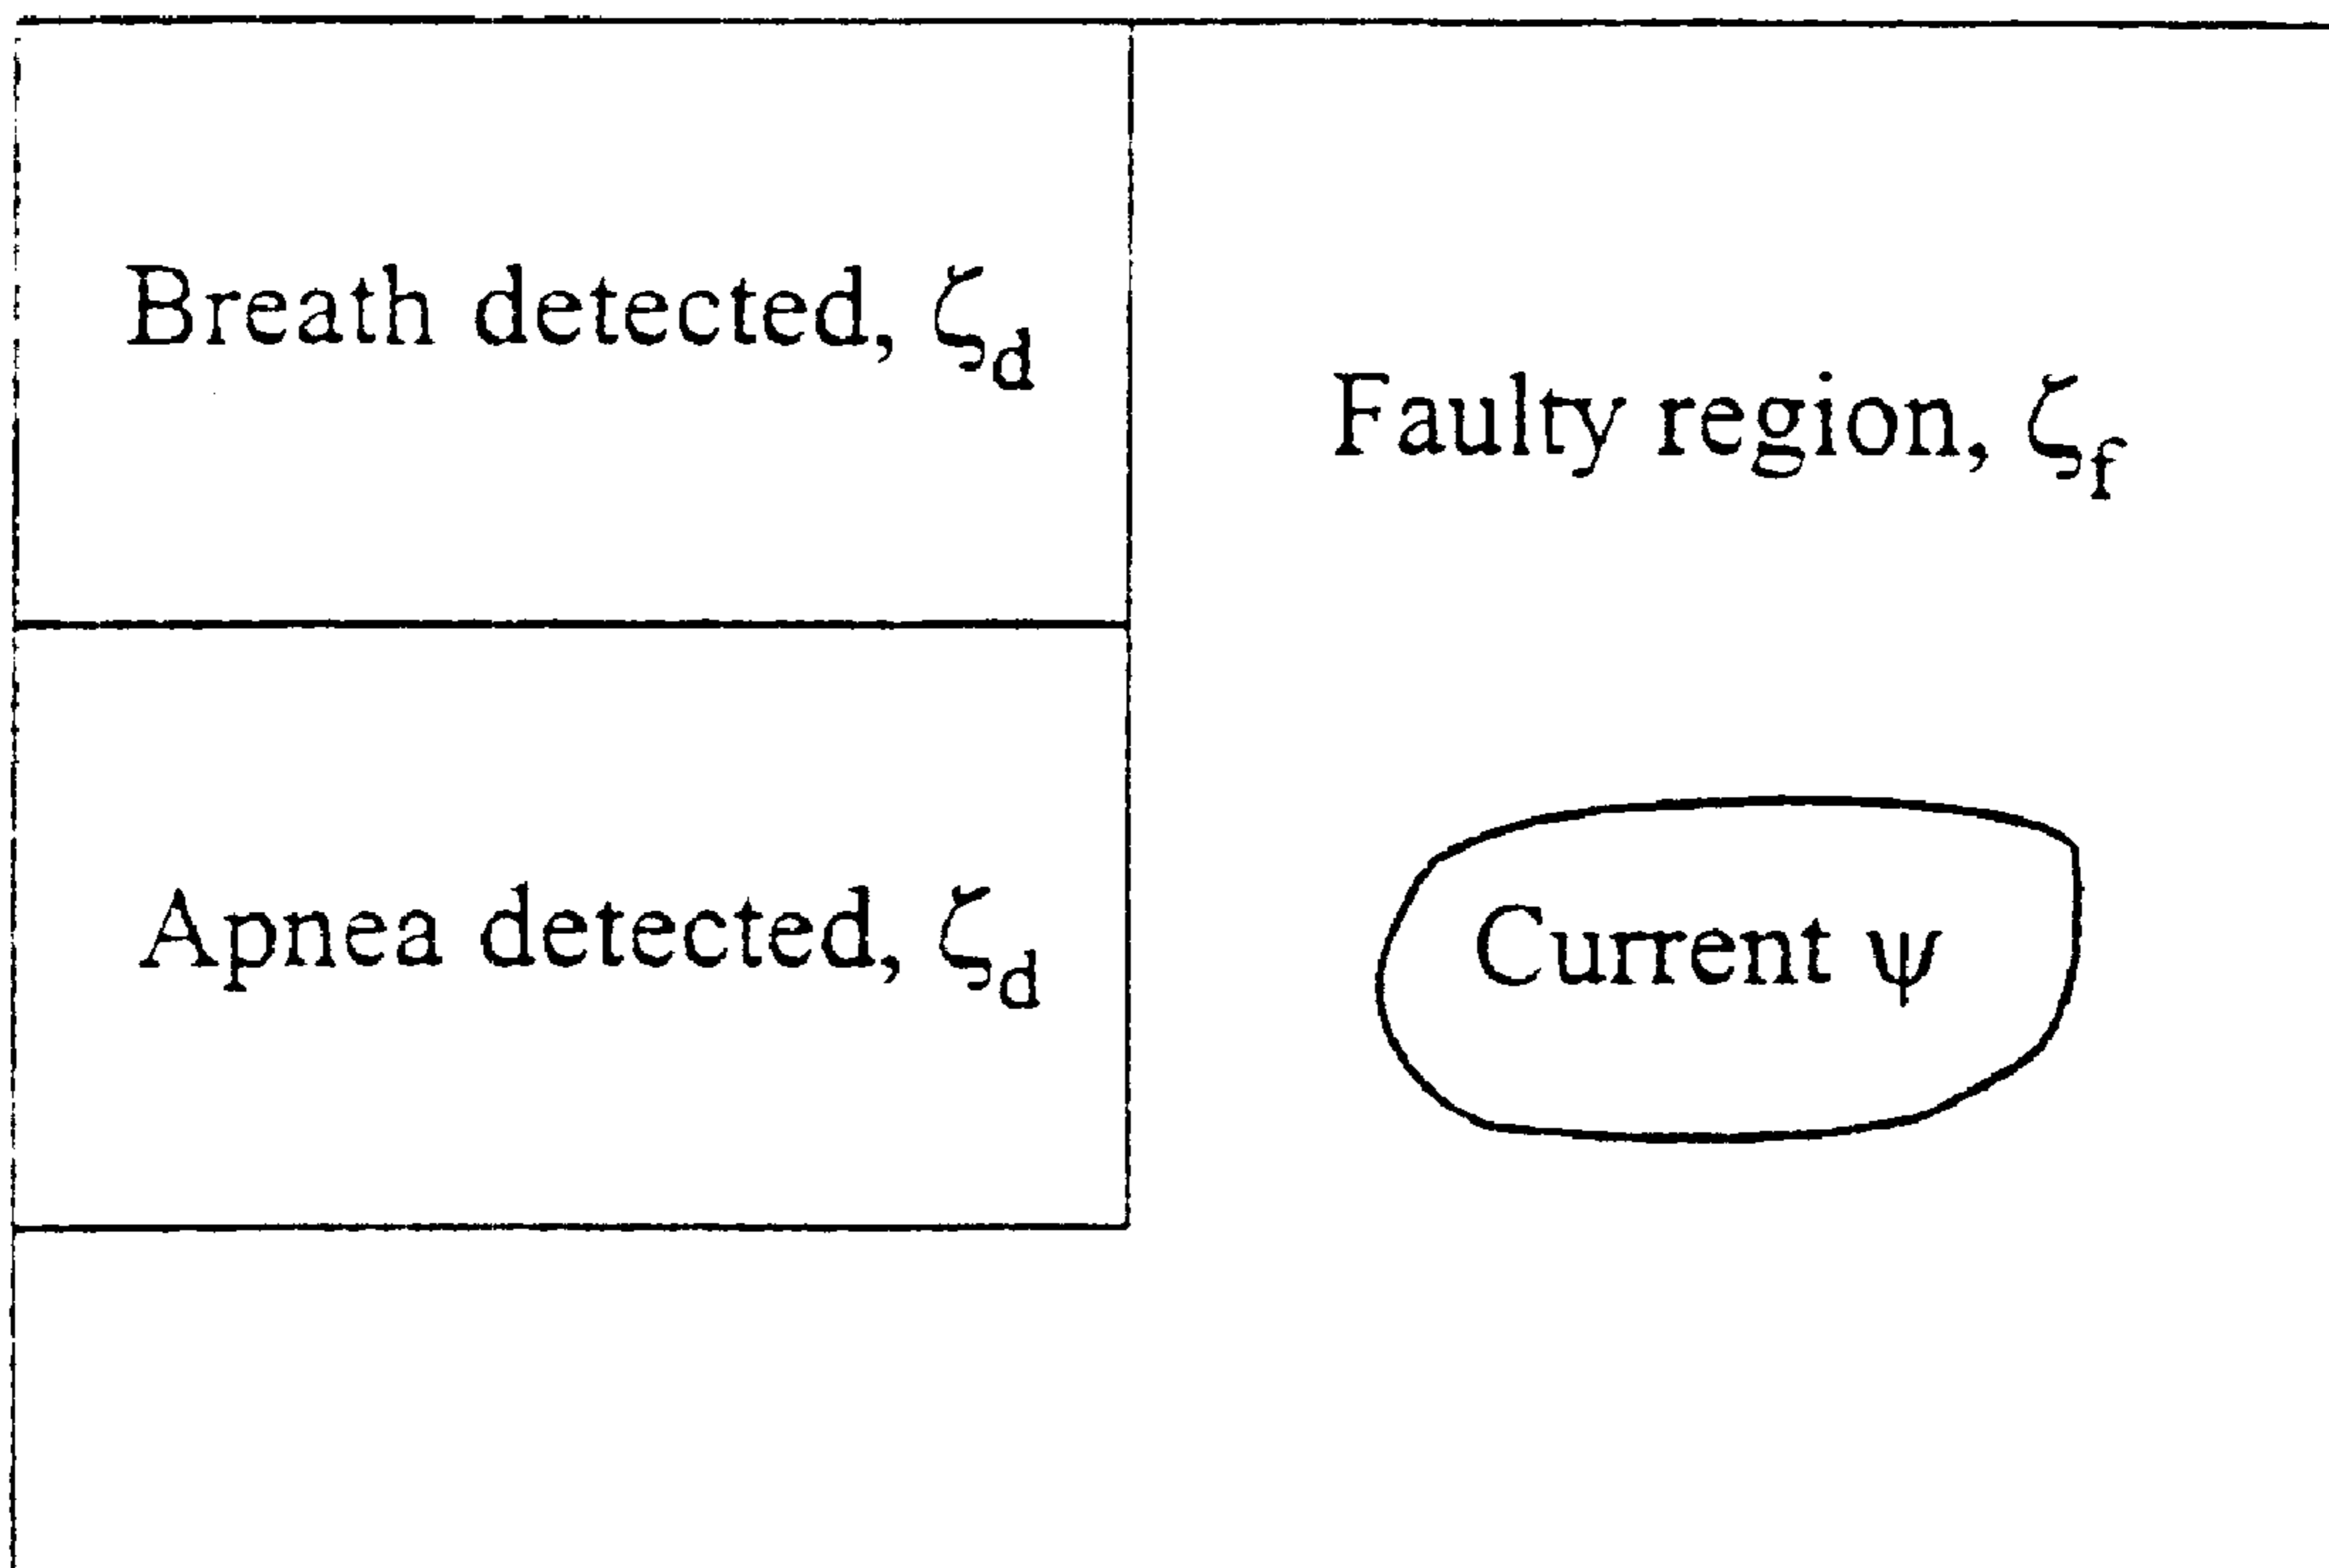 Breath detected, ζd
Faulty region, ζf
Apnea detected, ζd
Current ψ